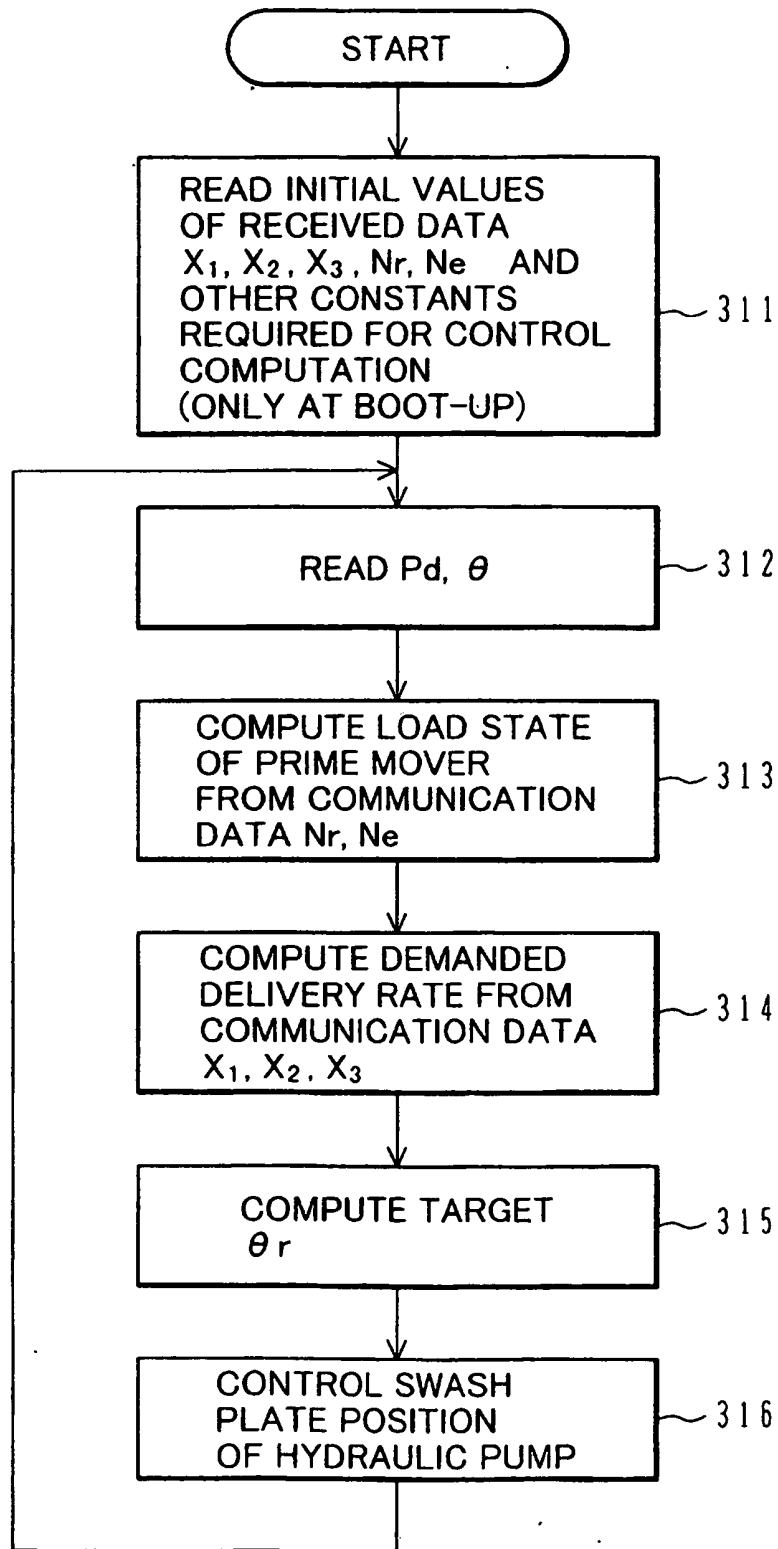 START
READ INITIAL VALUES
OF RECEIVED DATA
X₁, X₂, X₃, Nr, Ne AND
OTHER CONSTANTS
REQUIRED FOR CONTROL
COMPUTATION
(ONLY AT BOOT-UP)
311
READ Pd, θ
312
COMPUTE LOAD STATE
OF PRIME MOVER
FROM COMMUNICATION
DATA Nr, Ne
313
COMPUTE DEMANDED
DELIVERY RATE FROM
COMMUNICATION DATA
X₁, X₂, X₃
314
COMPUTE TARGET
θr
315
CONTROL SWASH
PLATE POSITION
OF HYDRAULIC PUMP
316